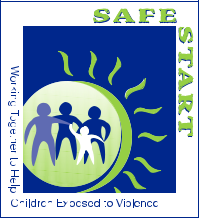 SAFE
START
Working Together to Help
Children Exposed to Violence